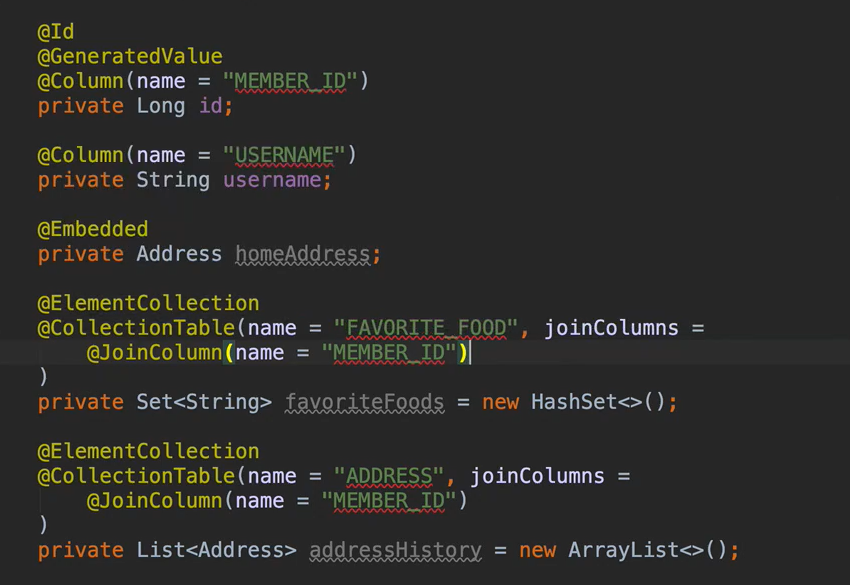 @Id
@GeneratedValue
@Column(name = "MEMBER_ID")
private Long id;
@Column(name = "USERNAME")
private String username;
@Embedded
private Address homeAddress;
@ElementCollection
@CollectionTable(name = "FAVORITE_FOOD", joinColumns =
@JoinColumn(name = "MEMBER_ID")
)
private Set<String> favoriteFoods = new HashSet<>();
@ElementCollection
@CollectionTable(name = "ADDRESS", joinColumns =
@JoinColumn(name = "MEMBER_ID")
)
private List<Address> addressHistory = new ArrayList<>();